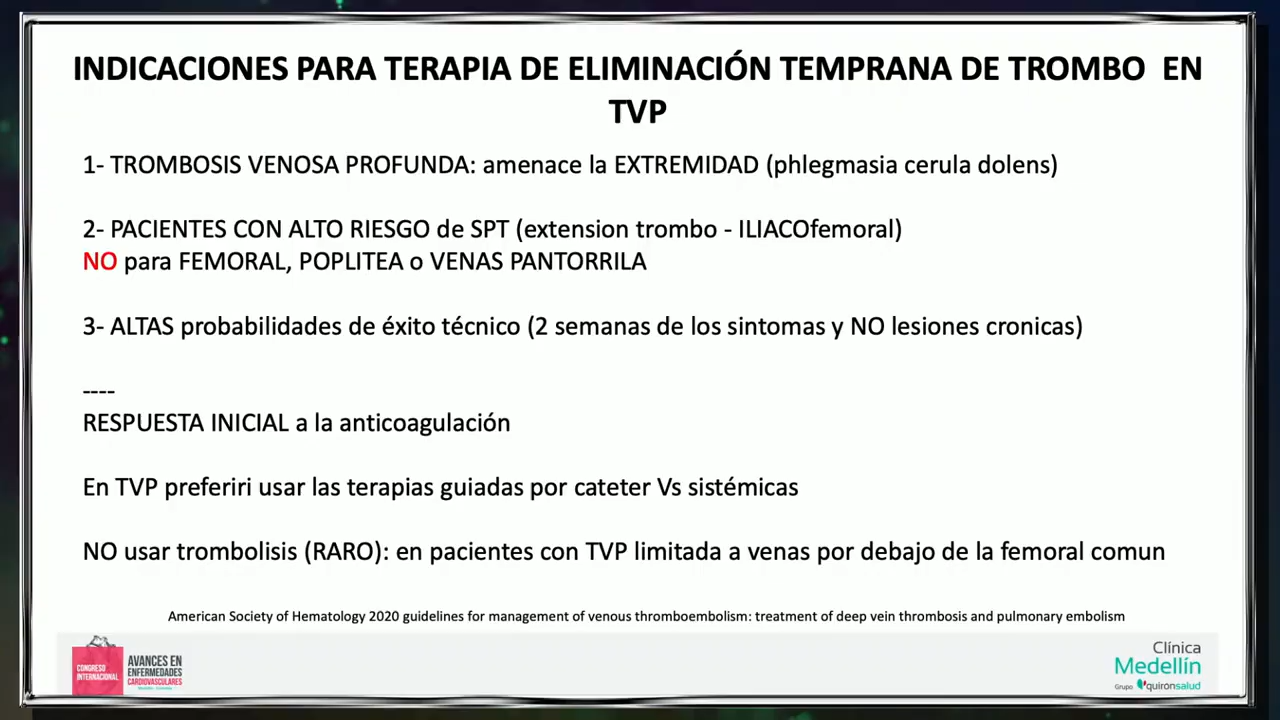 INDICACIONES PARA TERAPIA DE ELIMINACIÓN TEMPRANA DE TROMBO EN
TVP
1- TROMBOSIS VENOSA PROFUNDA: amenace la EXTREMIDAD (phlegmasia cerula dolens)
2- PACIENTES CON ALTO RIESGO de SPT (extension trombo - ILIACOfemoral)
NO para FEMORAL, POPLITEA o VENAS PANTORRILA
3- ALTAS probabilidades de éxito técnico (2 semanas de los sintomas y NO lesiones cronicas)
----
RESPUESTA INICIAL a la anticoagulación
En TVP preferiri usar las terapias guiadas por cateter Vs sistémicas
NO usar trombolisis (RARO): en pacientes con TVP limitada a venas por debajo de la femoral comun
American Society of Hematology 2020 guidelines for management of venous thromboembolism: treatment of deep vein thrombosis and pulmonary embolism
CONGRESO
INTERNACIONAL
AVANCES EN
ENFERMEDADES
CARDIOVASCULARES
Clínica
Medellín
Grupo quirónsalud